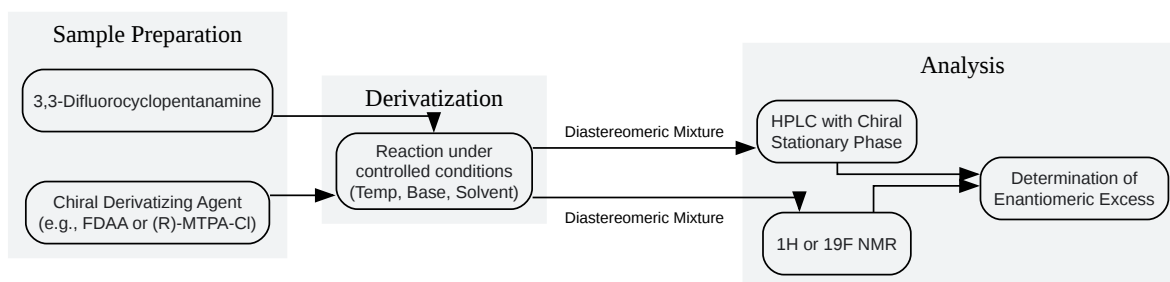 Sample Preparation
3,3-Difluorocyclopentanamine
Chiral Derivatizing Agent
(e.g., FDAA or (R)-MTPA-Cl)
Derivatization
Reaction under
controlled conditions
(Temp, Base, Solvent)
Diastereomeric Mixture
Diastereomeric Mixture
Analysis
HPLC with Chiral
Stationary Phase
1H or 19F NMR
Determination of
Enantiomeric Excess